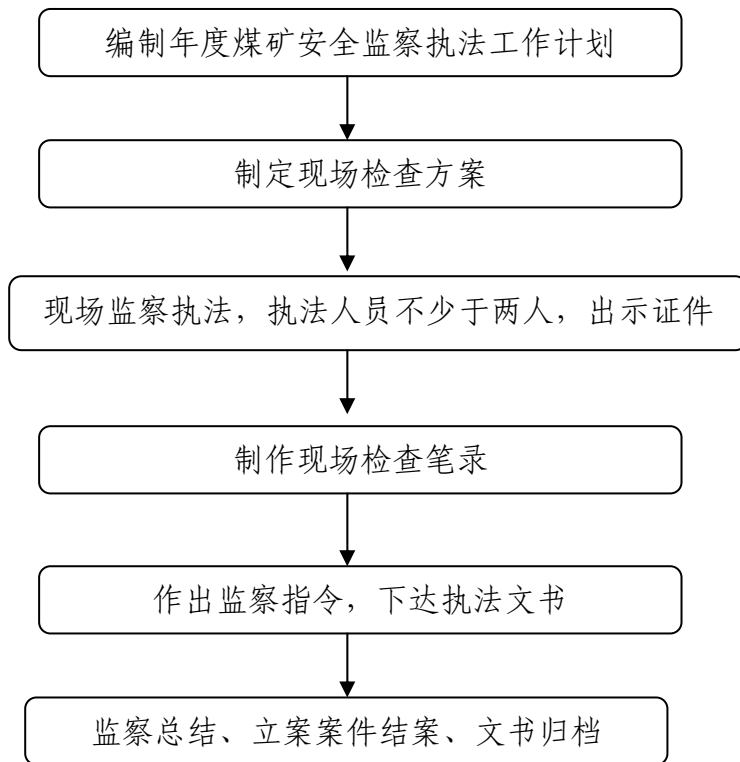 编制年度煤矿安全监察执法工作计划
制定现场检查方案
现场监察执法，执法人员不少于两人，出示证件
制作现场检查笔录
作出监察指令，下达执法文书
监察总结、立案案件结案、文书归档